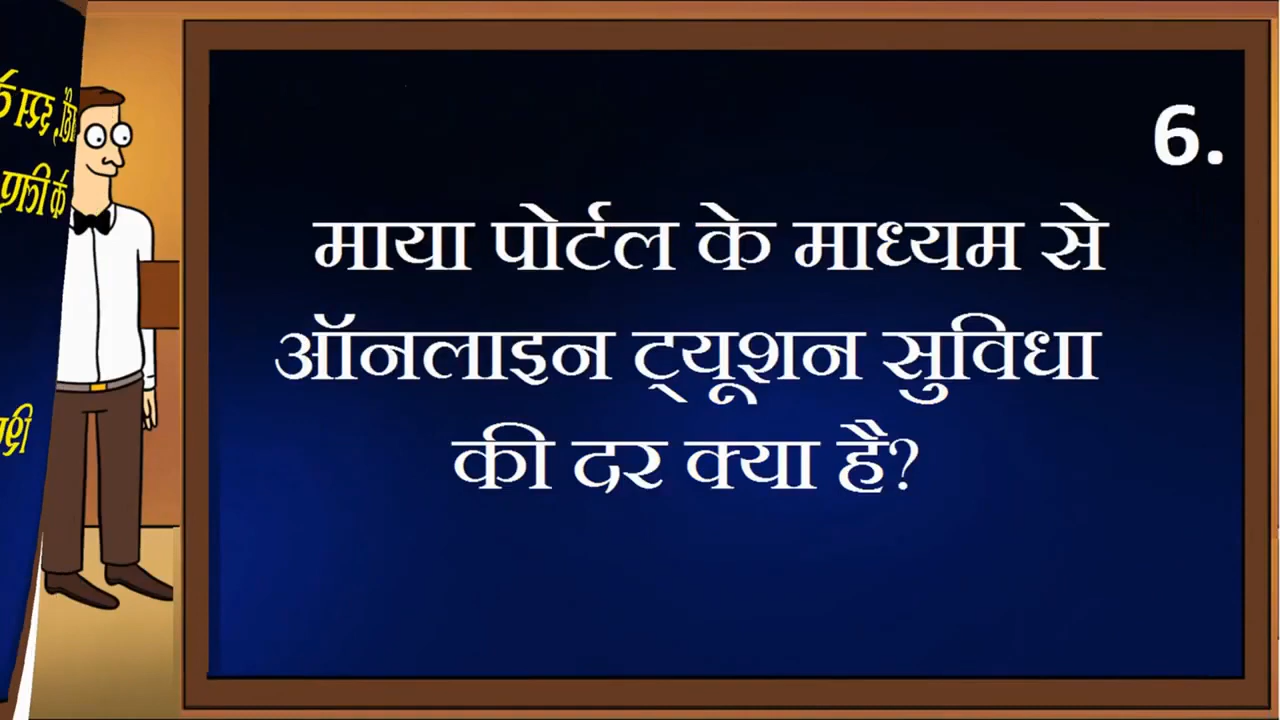 6.
माया पोर्टल के माध्यम से
ऑनलाइन ट्यूशन सुविधा
की दर क्या है?